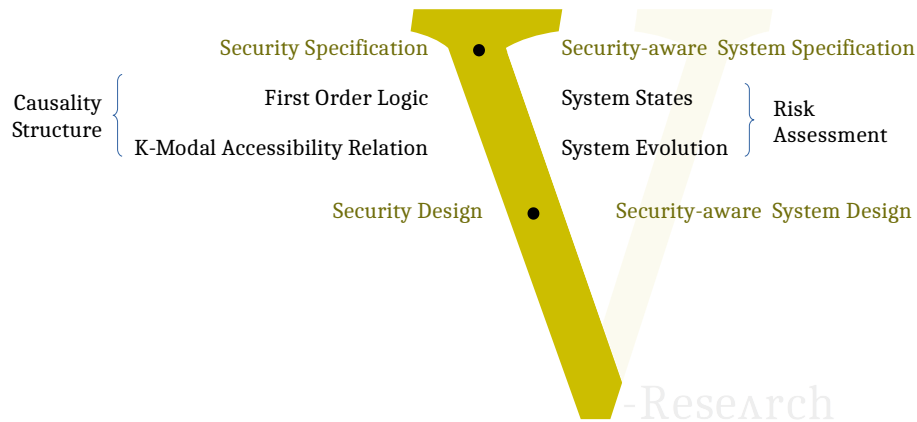 Security Specification
Security-aware System Specification
Causality
Structure
First Order Logic
K-Modal Accessibility Relation
System States
System Evolution
Risk
Assessment
Security Design
Security-aware System Design
V
-Reseʌrch